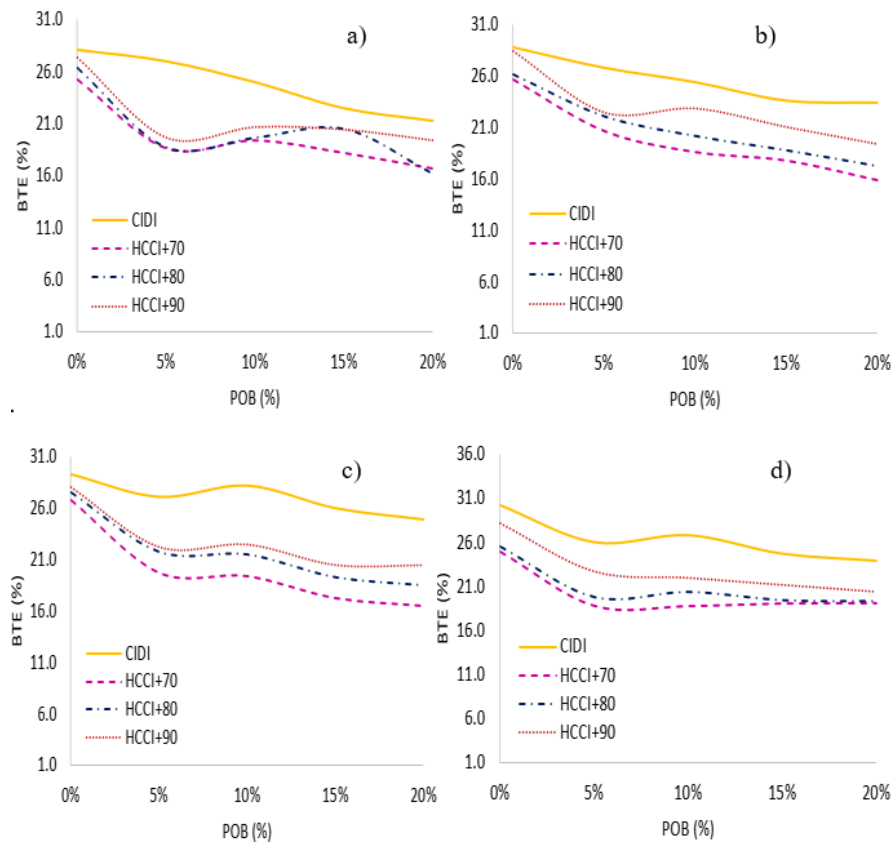 a)
BTE (%)
31.0
26.0
21.0
16.0
11.0
6.0
1.0
CIDI
HCCI+70
HCCI+80
HCCI+90
0% 5% 10% 15% 20%
POB (%)
b)
BTE (%)
31.0
26.0
21.0
16.0
11.0
6.0
1.0
CIDI
HCCI+70
HCCI+80
HCCI+90
0% 5% 10% 15% 20%
POB (%)
.
c)
BTE (%)
31.0
26.0
21.0
16.0
11.0
6.0
1.0
CIDI
HCCI+70
HCCI+80
HCCI+90
0% 5% 10% 15% 20%
POB (%)
d)
BTE (%)
36.0
31.0
26.0
21.0
16.0
11.0
6.0
1.0
CIDI
HCCI+70
HCCI+80
HCCI+90
0% 5% 10% 15% 20%
POB (%)